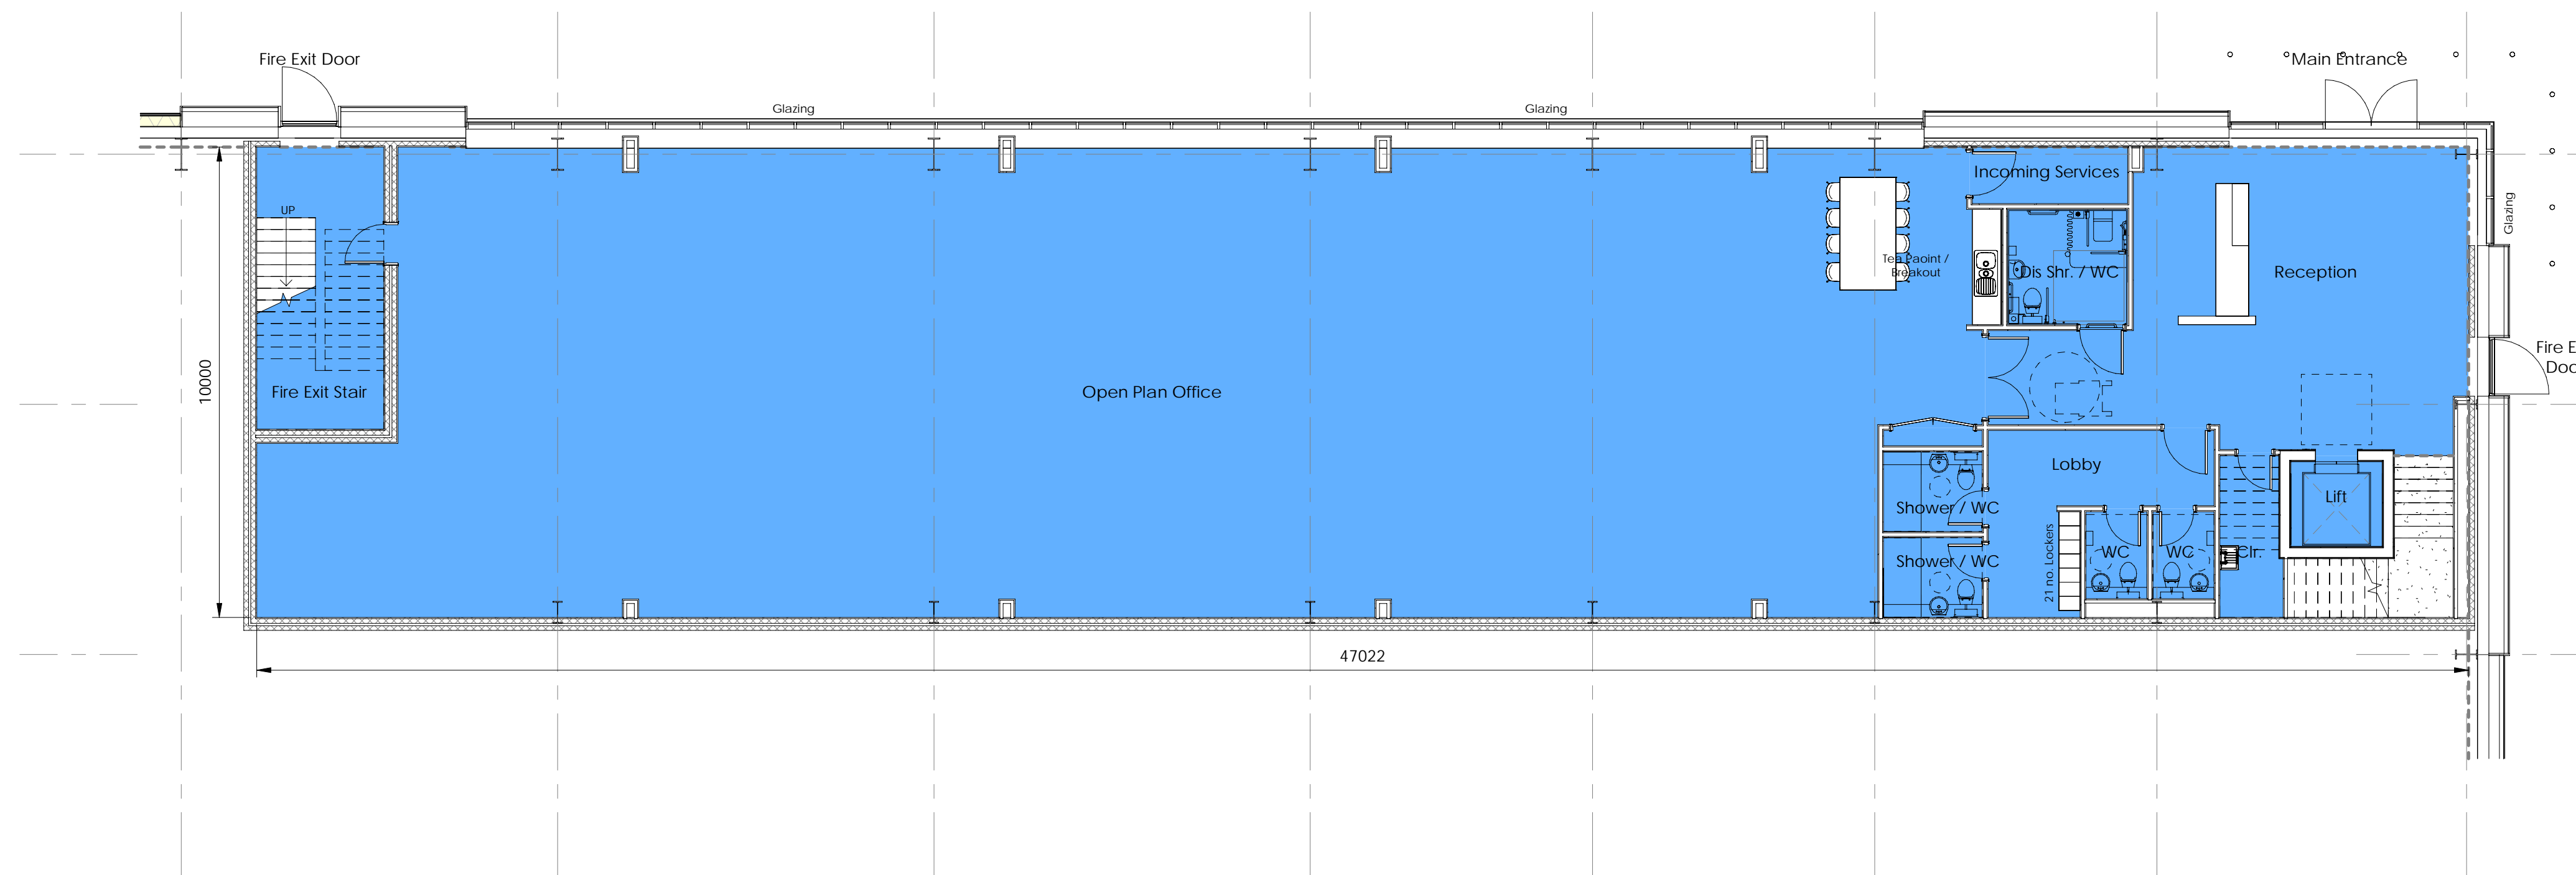 Fire Exit Door
Main Entrance
Glazing
Glazing
Incoming Services
UP
Glazing
Tea Paoint /
Breakout
Dis Shr. / WC
Reception
Fire E
Doo
10000
Fire Exit Stair
Open Plan Office
Lobby
Lift
Shower / WC
21 no. Lockers
WC
WC
Clr.
Shower / WC
47022